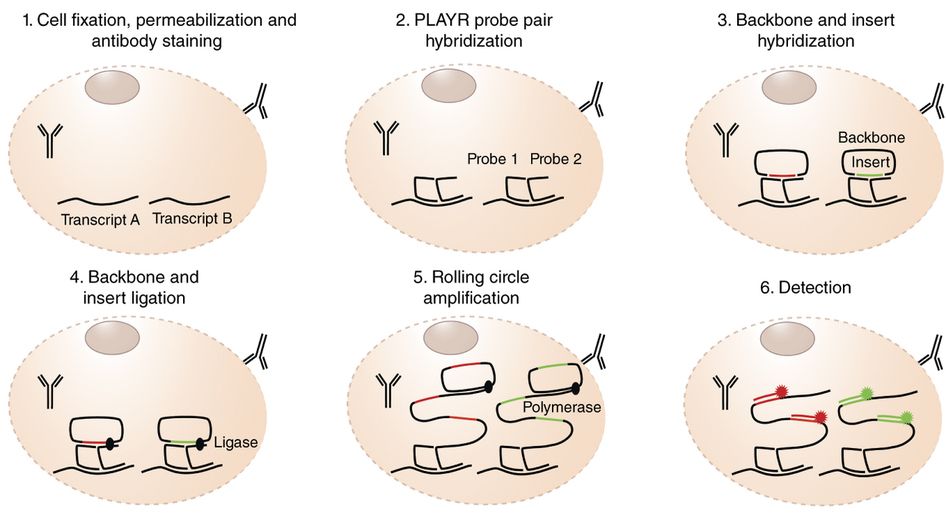 1. Cell fixation, permeabilization and
antibody staining
2. PLAYR probe pair
hybridization
3. Backbone and insert
hybridization
Transcript A
Transcript B
Probe 1
Probe 2
Backbone
Insert
4. Backbone and
insert ligation
5. Rolling circle
amplification
6. Detection
Ligase
Polymerase